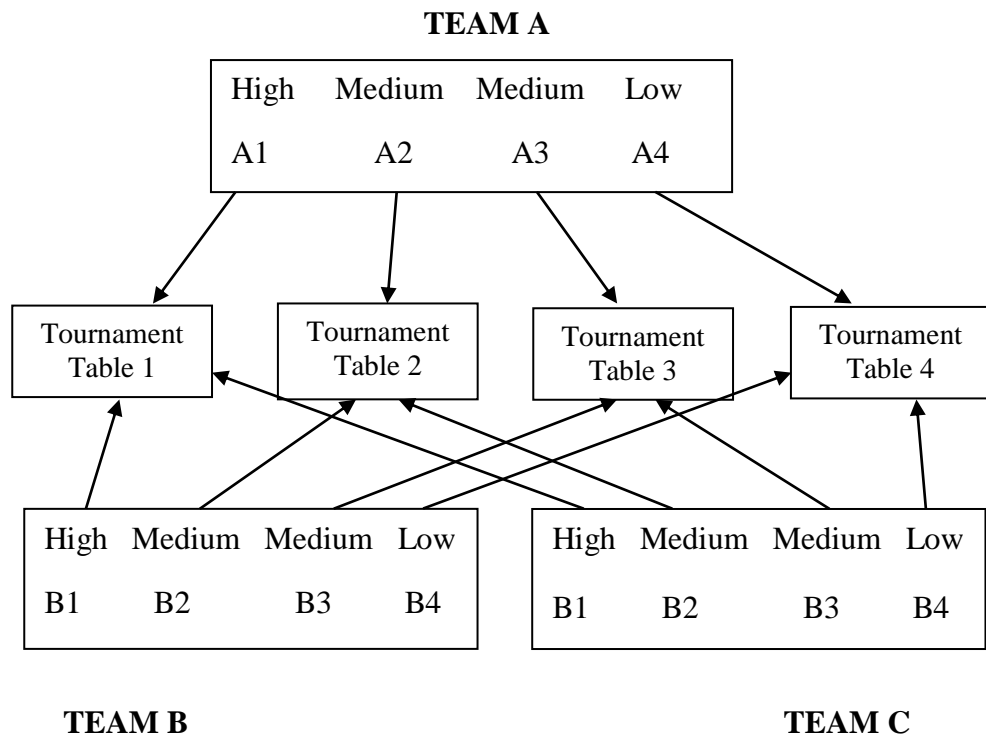 TEAM A
High Medium Medium Low
A1 A2 A3 A4
Tournament
Table 1
Tournament
Table 2
Tournament
Table 3
Tournament
Table 4
High Medium Medium Low
B1 B2 B3 B4
High Medium Medium Low
B1 B2 B3 B4
TEAM B
TEAM C